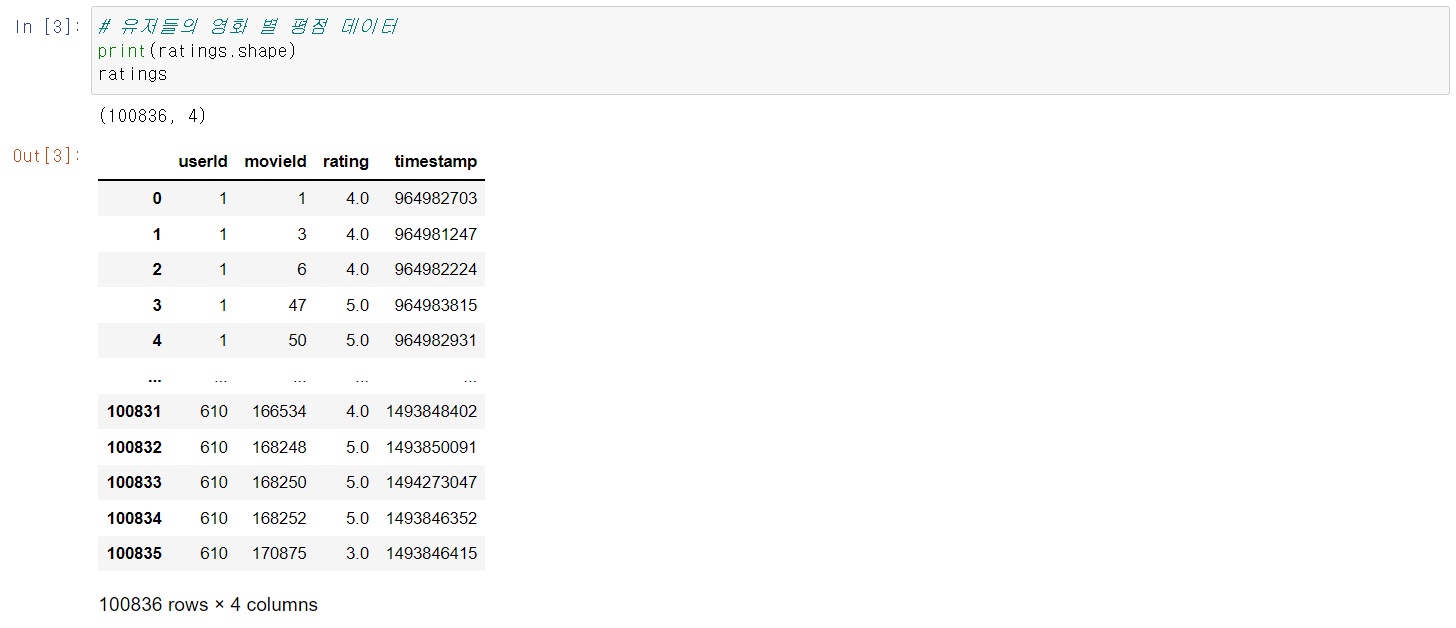 In [3]: # 유저들의 영화 별 평점 데이터
print(ratings.shape)
ratings
(100836, 4)
Out[3]:
userId movieId rating timestamp
0 1 1 4.0 964982703
1 1 3 4.0 964981247
2 1 6 4.0 964982224
3 1 47 5.0 964983815
4 1 50 5.0 964982931
... ... ... ... ...
100831 610 166534 4.0 1493848402
100832 610 168248 5.0 1493850091
100833 610 168250 5.0 1494273047
100834 610 168252 5.0 1493846352
100835 610 170875 3.0 1493846415
100836 rows × 4 columns